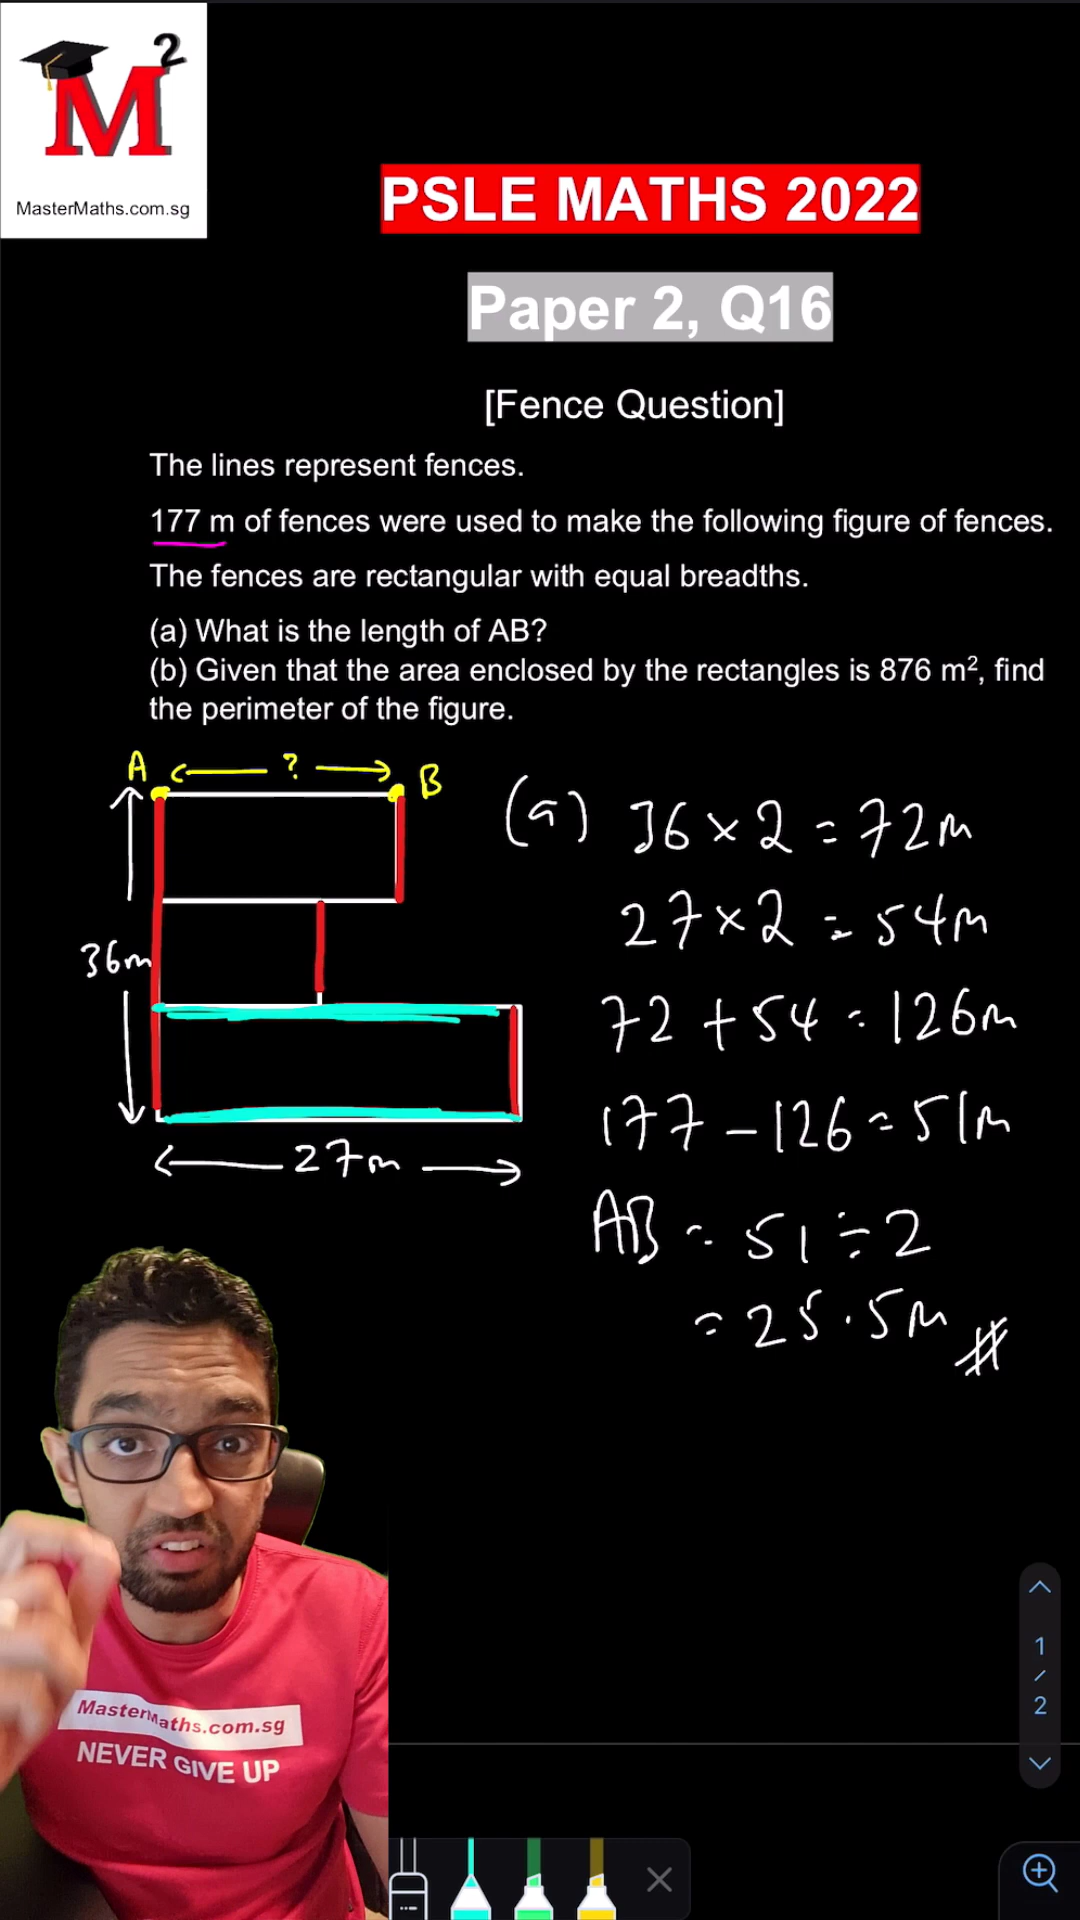 M²
MasterMaths.com.sg
PSLE MATHS 2022
Paper 2, Q16
[Fence Question]
The lines represent fences.
177 m of fences were used to make the following figure of fences.
The fences are rectangular with equal breadths.
(a) What is the length of AB?
(b) Given that the area enclosed by the rectangles is 876 m², find
the perimeter of the figure.
A ? B
36m
27m
(a) 36 × 2 = 72m
27 × 2 = 54m
72 + 54 = 126m
177 - 126 = 51m
AB = 51 ÷ 2
= 25.5m #
MasterMaths.com.sg
NEVER GIVE UP
1
/
2